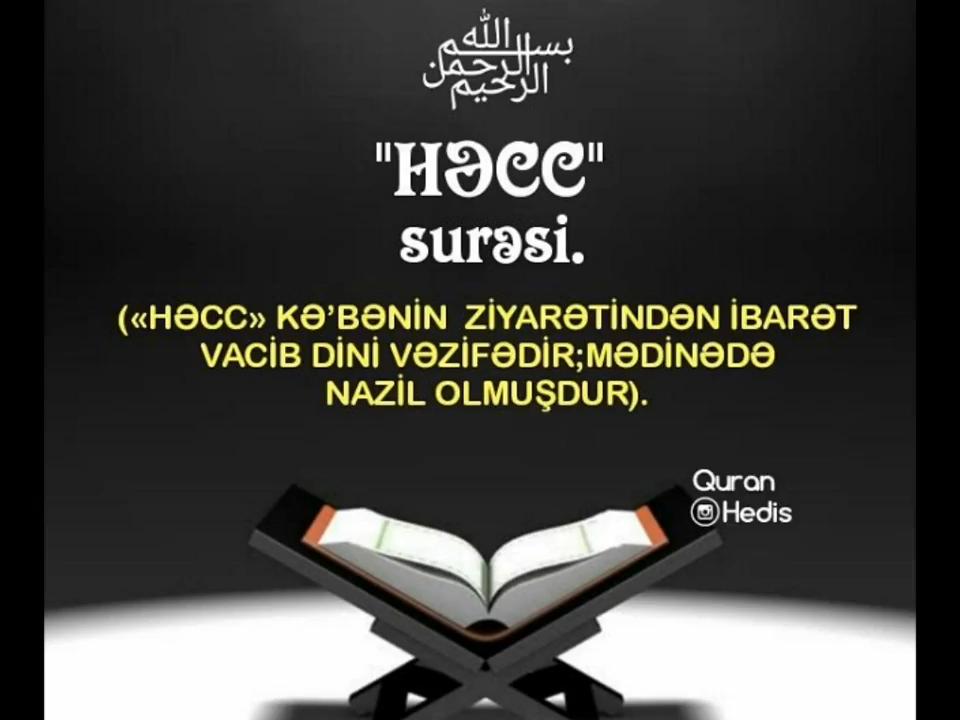 بسم الله
الرحمن
الرحيم
"HƏCC"
surəsi.
(«HƏCC» KƏ’BƏNİN ZİYARƏTİNDƏN İBARƏT
VACİB DİNİ VƏZİFƏDİR;MƏDİNƏDƏ
NAZİL OLMUŞDUR).
Quran
Hedis